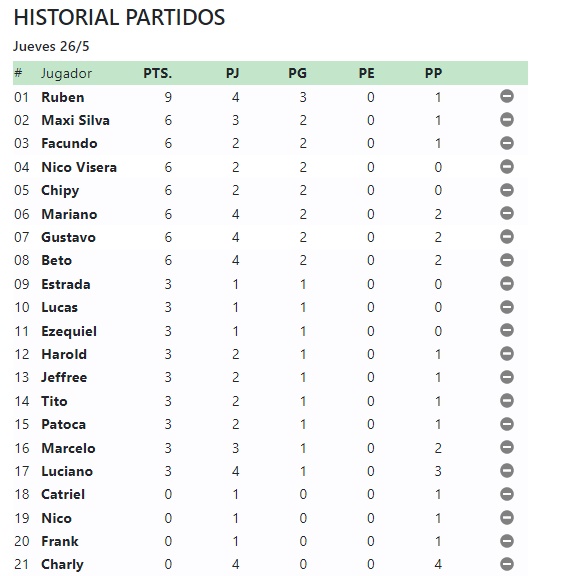 HISTORIAL PARTIDOS
Jueves 26/5
# Jugador PTS. PJ PG PE PP
01 Ruben 9 4 3 0 1
02 Maxi Silva 6 3 2 0 1
03 Facundo 6 2 2 0 1
04 Nico Visera 6 2 2 0 0
05 Chipy 6 2 2 0 0
06 Mariano 6 4 2 0 2
07 Gustavo 6 4 2 0 2
08 Beto 6 4 2 0 2
09 Estrada 3 1 1 0 0
10 Lucas 3 1 1 0 0
11 Ezequiel 3 1 1 0 0
12 Harold 3 2 1 0 1
13 Jeffree 3 2 1 0 1
14 Tito 3 2 1 0 1
15 Patoca 3 2 1 0 1
16 Marcelo 3 3 1 0 2
17 Luciano 3 4 1 0 3
18 Catriel 0 1 0 0 1
19 Nico 0 1 0 0 1
20 Frank 0 1 0 0 1
21 Charly 0 4 0 0 4